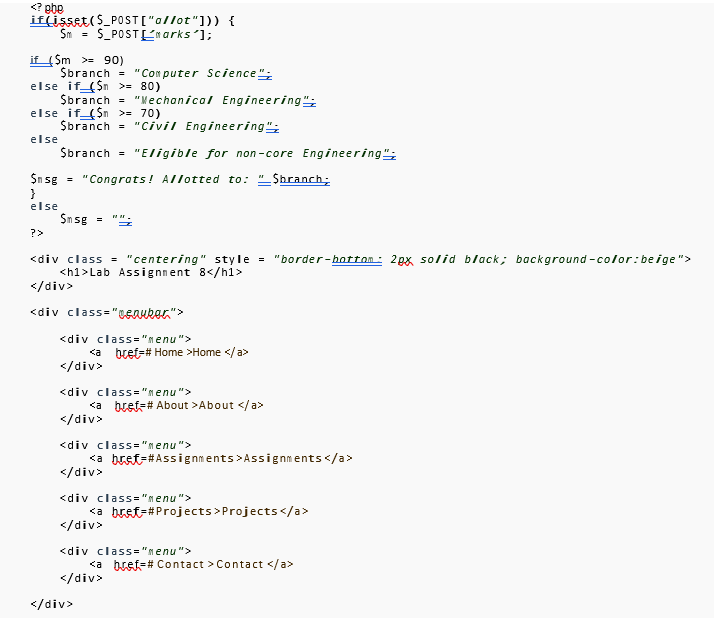 <? php
if(isset($_POST["allot"])) {
$m = $_POST['marks'];
if ($m >= 90)
$branch = "Computer Science";
else if ($m >= 80)
$branch = "Mechanical Engineering";
else if ($m >= 70)
$branch = "Civil Engineering";
else
$branch = "Eligible for non-core Engineering";
$msg = "Congrats! Allotted to: " $branch;
}
else
$msg = "";
?>
<div class = "centering" style = "border-bottom: 2px solid black; background-color:beige">
<h1>Lab Assignment 8</h1>
</div>
<div class="menubar">
<div class="menu">
<a href=# Home >Home </a>
</div>
<div class="menu">
<a href=# About >About </a>
</div>
<div class="menu">
<a href=#Assignments>Assignments</a>
</div>
<div class="menu">
<a href=#Projects>Projects</a>
</div>
<div class="menu">
<a href=# Contact > Contact </a>
</div>
</div>